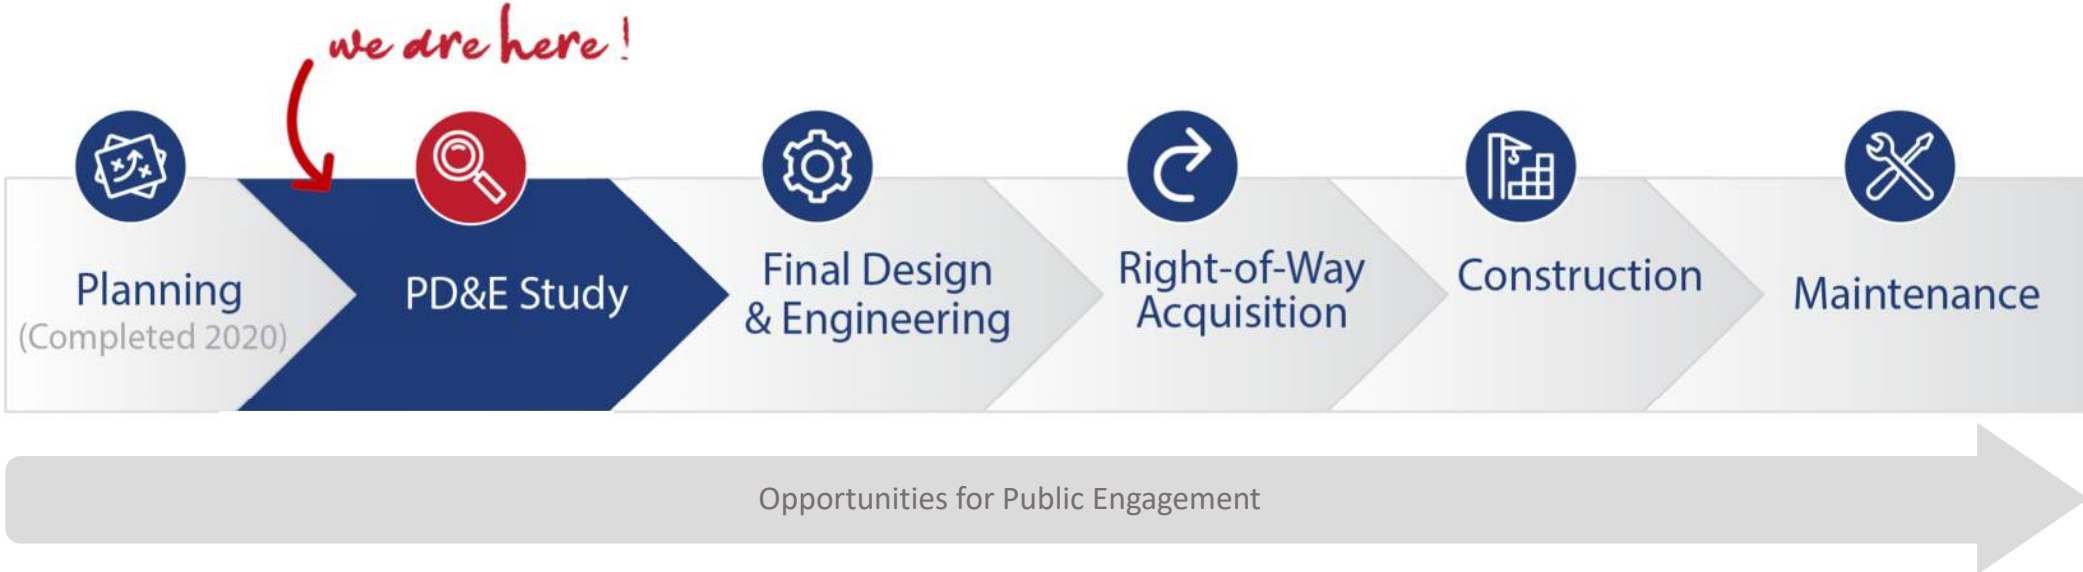 we are here!
Planning
(Completed 2020)
PD&E Study
Final Design
& Engineering
Right-of-Way
Acquisition
Construction
Maintenance
Opportunities for Public Engagement